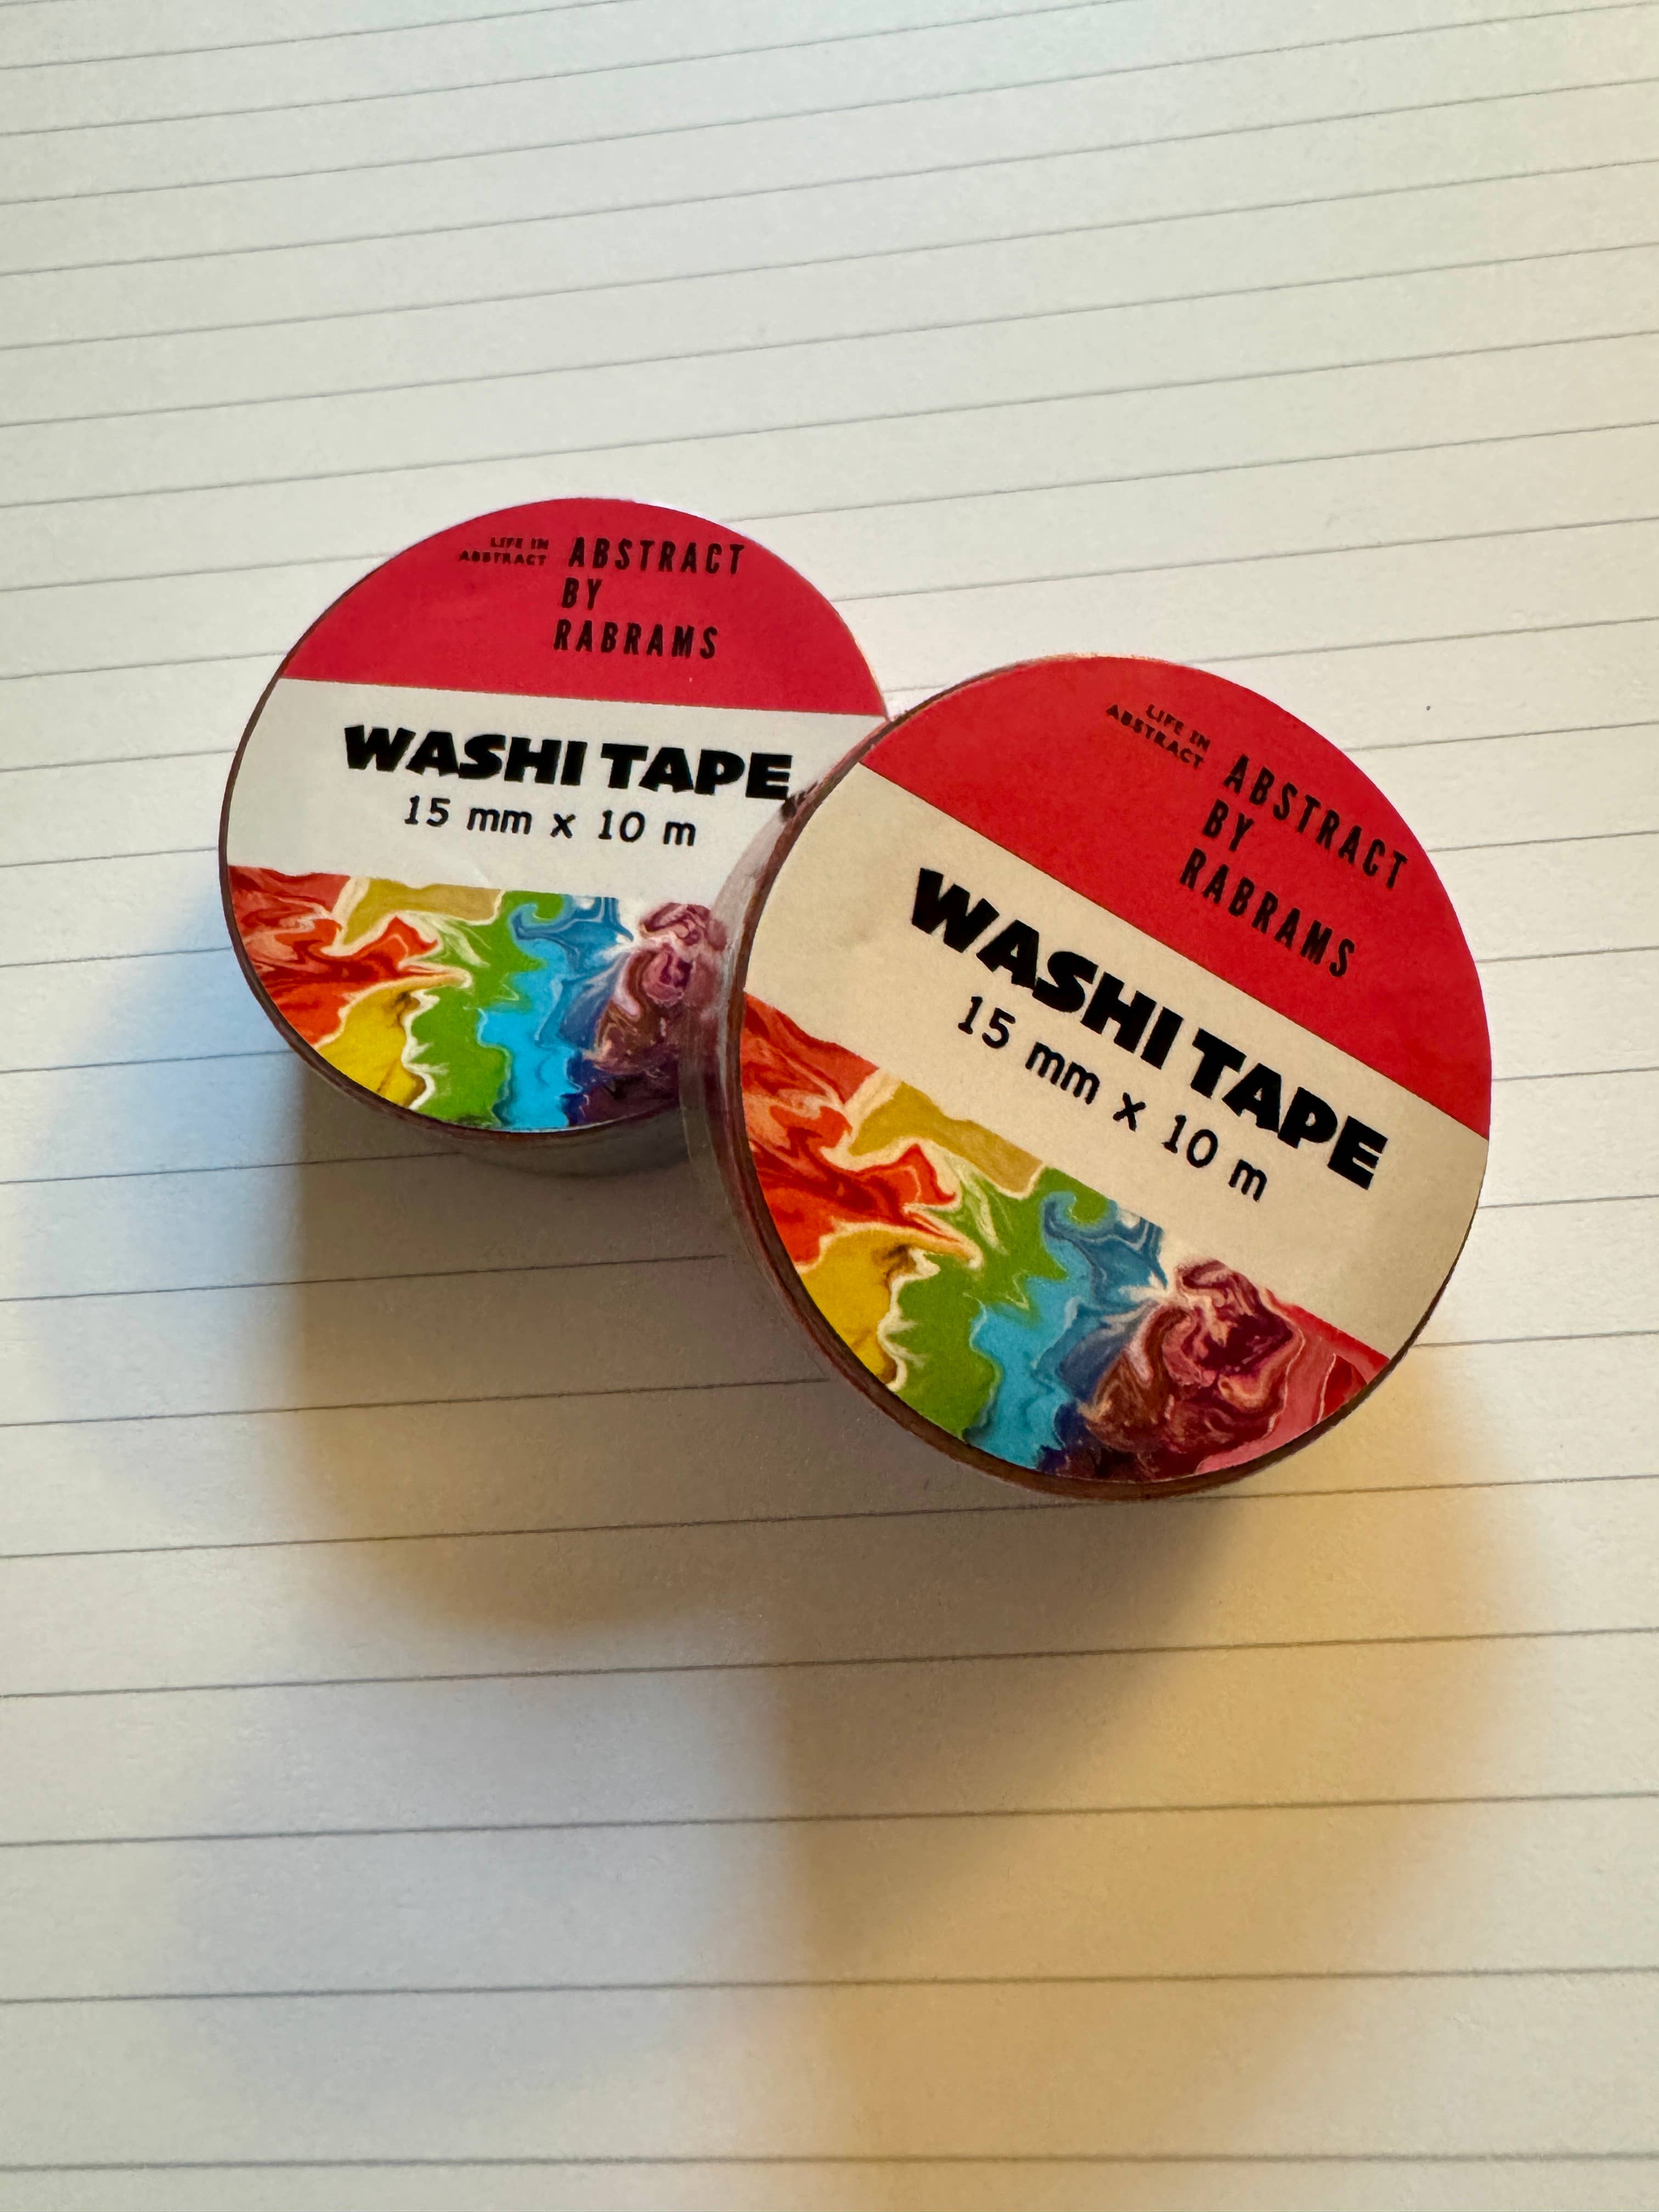 LIFE IN
ABSTRACT
ABSTRACT
BY
RABRAMS
WASHI TAPE
15 mm x 10 m
LIFE IN
ABSTRACT
ABSTRACT
BY
RABRAMS
WASHI TAPE
15 mm x 10 m